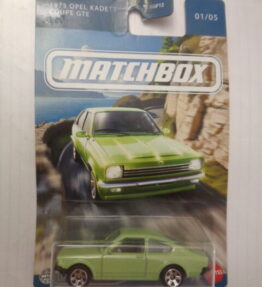 1975 OPEL KADETT
COUPE GTE
01/05
MATCHBOX